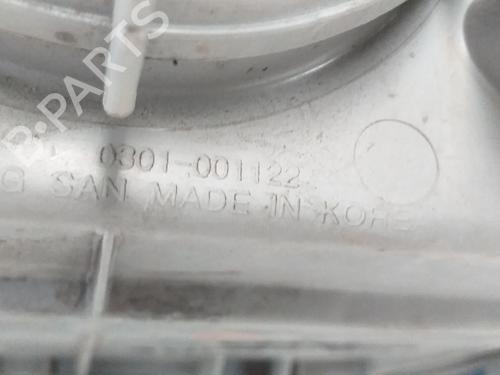 B-PARTS
0301-001122
G SAN MADE IN KORE